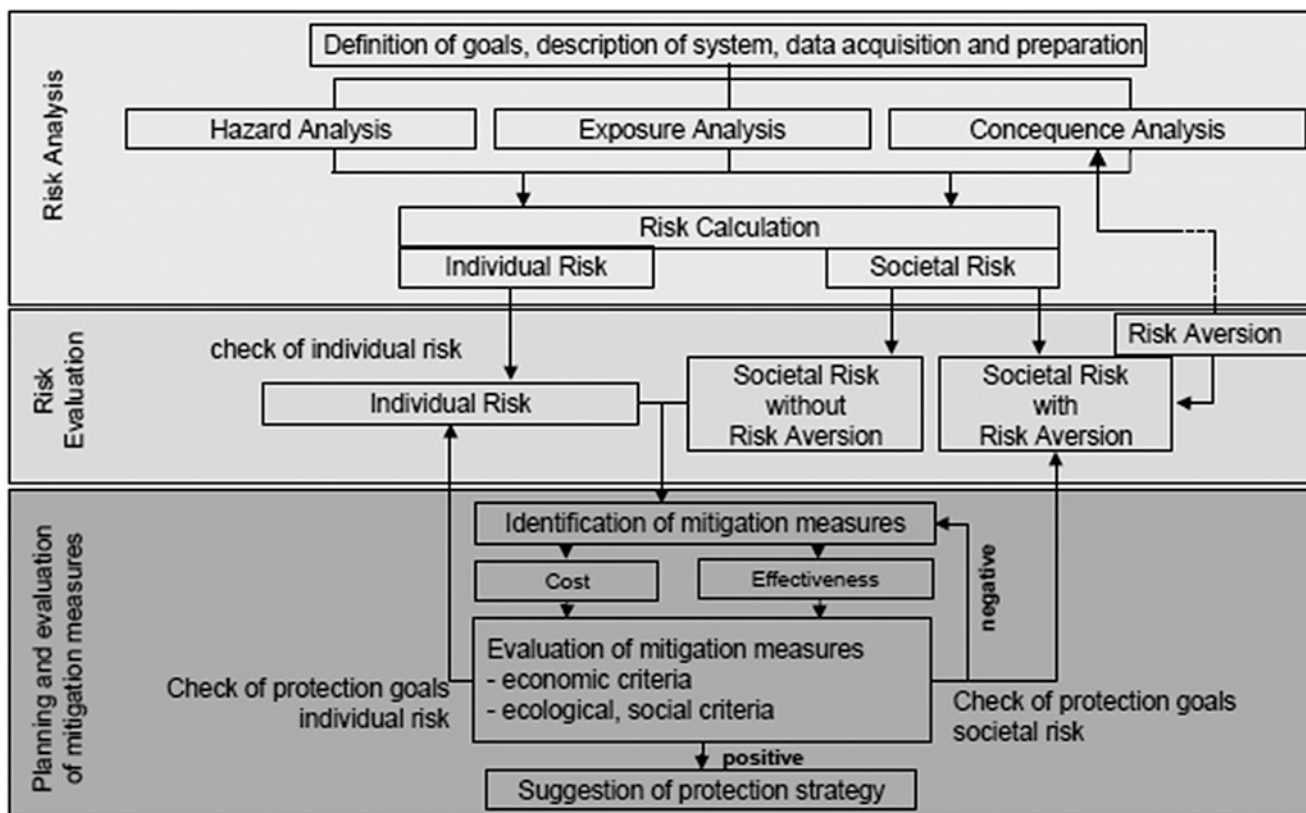 Risk Analysis
Definition of goals, description of system, data acquisition and preparation
Hazard Analysis
Exposure Analysis
Concequence Analysis
Risk Calculation
Individual Risk
Societal Risk
Risk
Evaluation
check of individual risk
Risk Aversion
Individual Risk
Societal Risk
without
Risk Aversion
Societal Risk
with
Risk Aversion
Planning and evaluation
of mitigation measures
Identification of mitigation measures
Cost
Effectiveness
negative
Evaluation of mitigation measures
- economic criteria
- ecological, social criteria
Check of protection goals
individual risk
Check of protection goals
societal risk
positive
Suggestion of protection strategy